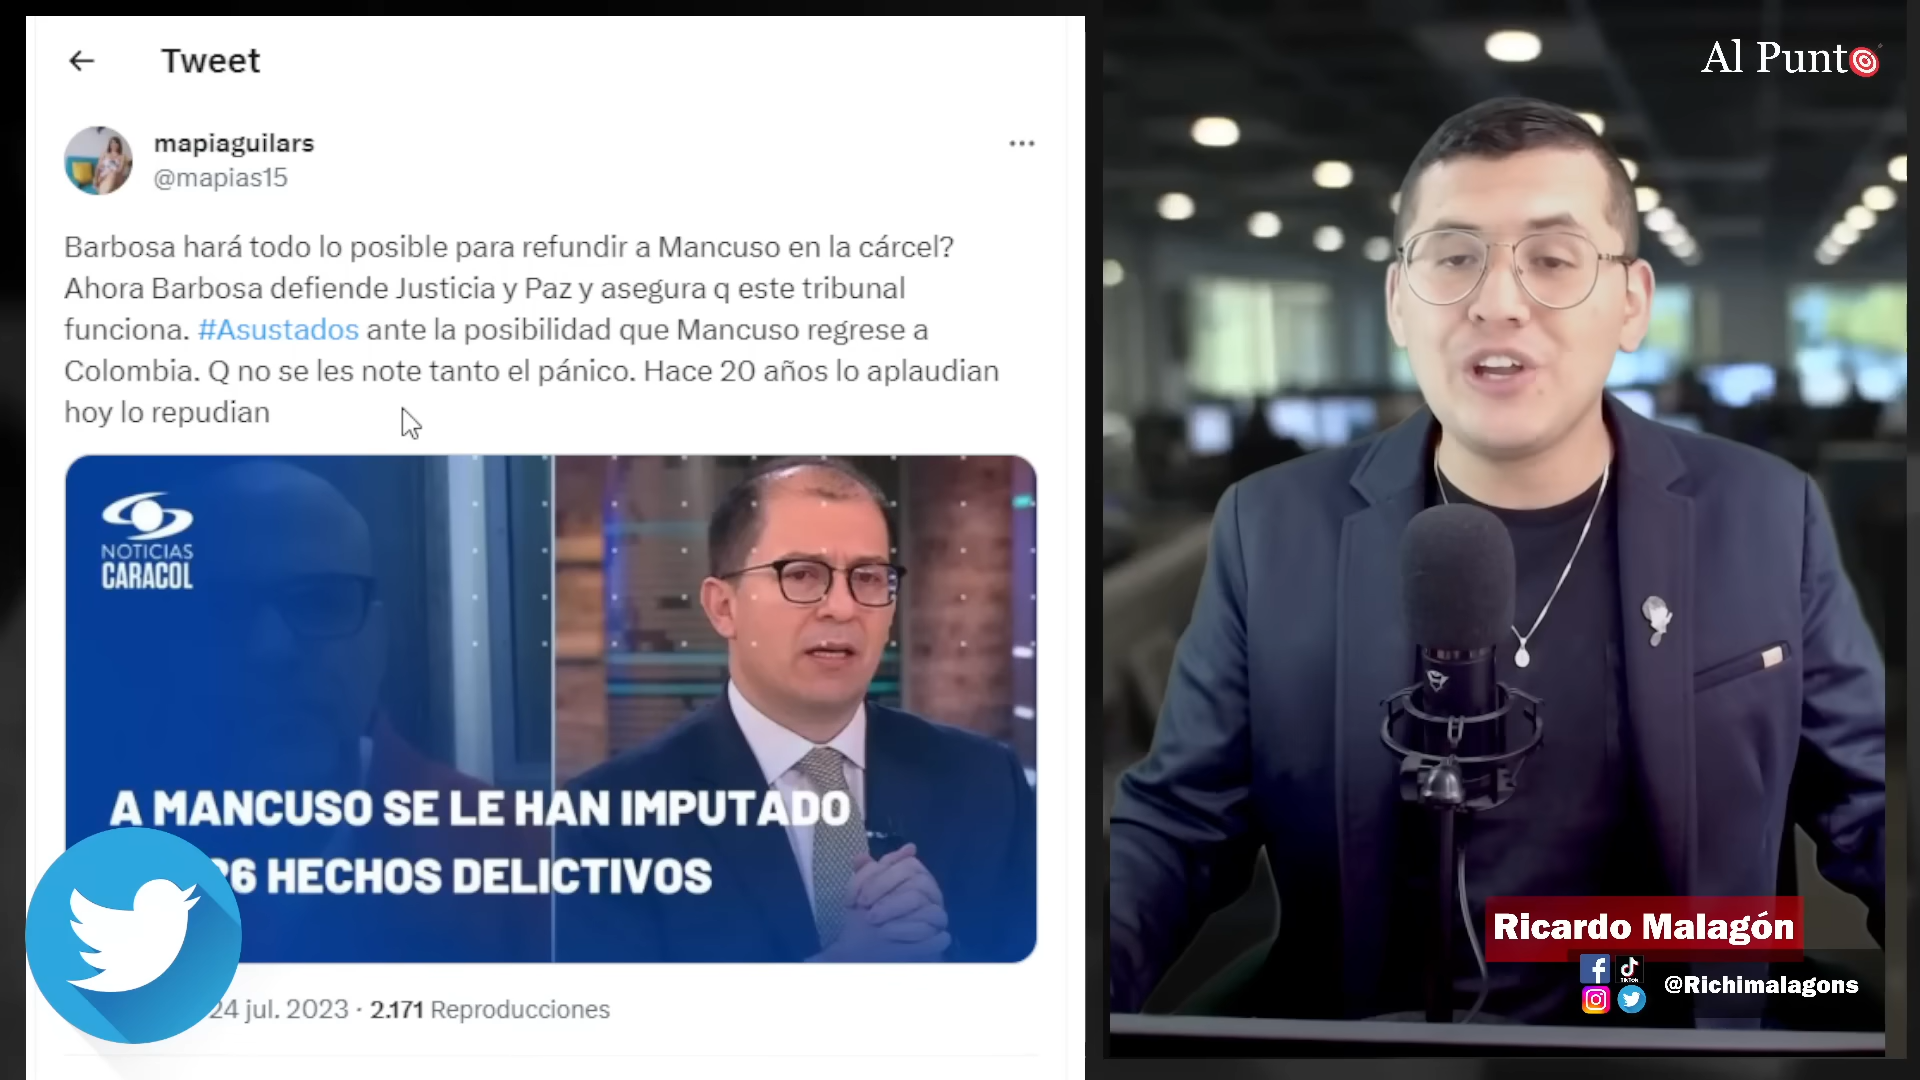 Tweet
mapiaguilars
@mapias15
Barbosa hará todo lo posible para refundir a Mancuso en la cárcel?
Ahora Barbosa defiende Justicia y Paz y asegura q este tribunal
funciona. #Asustados ante la posibilidad que Mancuso regrese a
Colombia. Q no se les note tanto el pánico. Hace 20 años lo aplaudian
hoy lo repudian
NOTICIAS
CARACOL
A MANCUSO SE LE HAN IMPUTADO
26 HECHOS DELICTIVOS
24 jul. 2023 · 2.171 Reproducciones
Al Punto
Ricardo Malagón
@Richimalagons